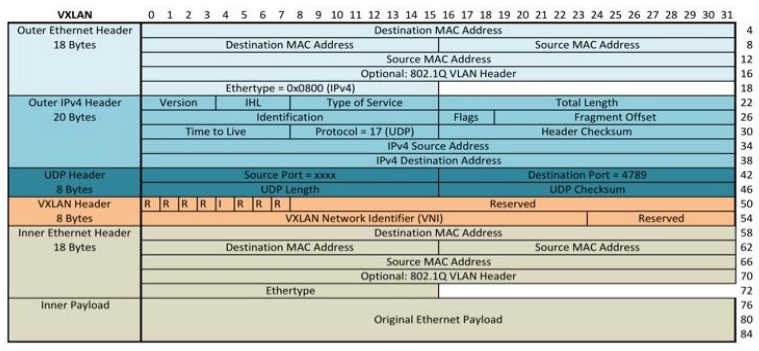 VXLAN 0 1 2 3 4 5 6 7 8 9 10 11 12 13 14 15 16 17 18 19 20 21 22 23 24 25 26 27 28 29 30 31
Outer Ethernet Header Destination MAC Address 4
18 Bytes Destination MAC Address Source MAC Address 8
Source MAC Address 12
Optional: 802.1Q VLAN Header 16
Ethertype = 0x0800 (IPv4) 18
Outer IPv4 Header Version IHL Type of Service Total Length 22
20 Bytes Identification Flags Fragment Offset 26
Time to Live Protocol = 17 (UDP) Header Checksum 30
IPv4 Source Address 34
IPv4 Destination Address 38
UDP Header Source Port = xxxx Destination Port = 4789 42
8 Bytes UDP Length UDP Checksum 46
VXLAN Header R R R R I R R R Reserved 50
8 Bytes VXLAN Network Identifier (VNI) Reserved 54
Inner Ethernet Header Destination MAC Address 58
18 Bytes Destination MAC Address Source MAC Address 62
Source MAC Address 66
Optional: 802.1Q VLAN Header 70
Ethertype 72
Inner Payload 76
Original Ethernet Payload 80
84